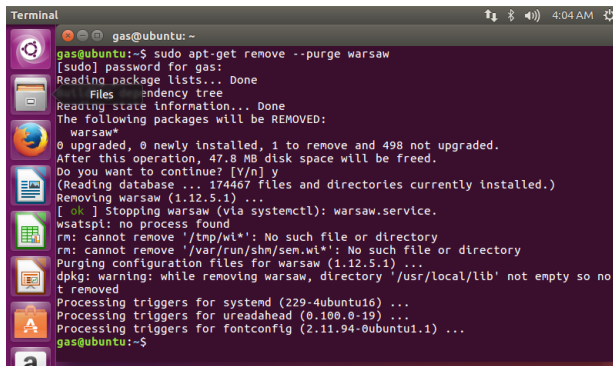 Terminal
4:04 AM
gas@ubuntu: ~
gas@ubuntu:~$ sudo apt-get remove --purge warsaw
[sudo] password for gas:
Reading package lists... Done
Files
ndency tree
Reading state information... Done
The following packages will be REMOVED:
warsaw*
0 upgraded, 0 newly installed, 1 to remove and 498 not upgraded.
After this operation, 47.8 MB disk space will be freed.
Do you want to continue? [Y/n] y
(Reading database ... 174467 files and directories currently installed.)
Removing warsaw (1.12.5.1) ...
[ ok ] Stopping warsaw (via systemctl): warsaw.service.
wsatspi: no process found
rm: cannot remove '/tmp/wi*': No such file or directory
rm: cannot remove '/var/run/shm/sem.wi*': No such file or directory
Purging configuration files for warsaw (1.12.5.1) ...
dpkg: warning: while removing warsaw, directory '/usr/local/lib' not empty so no
t removed
Processing triggers for systemd (229-4ubuntu16) ...
Processing triggers for ureadahead (0.100.0-19) ...
Processing triggers for fontconfig (2.11.94-0ubuntu1.1) ...
gas@ubuntu:~$